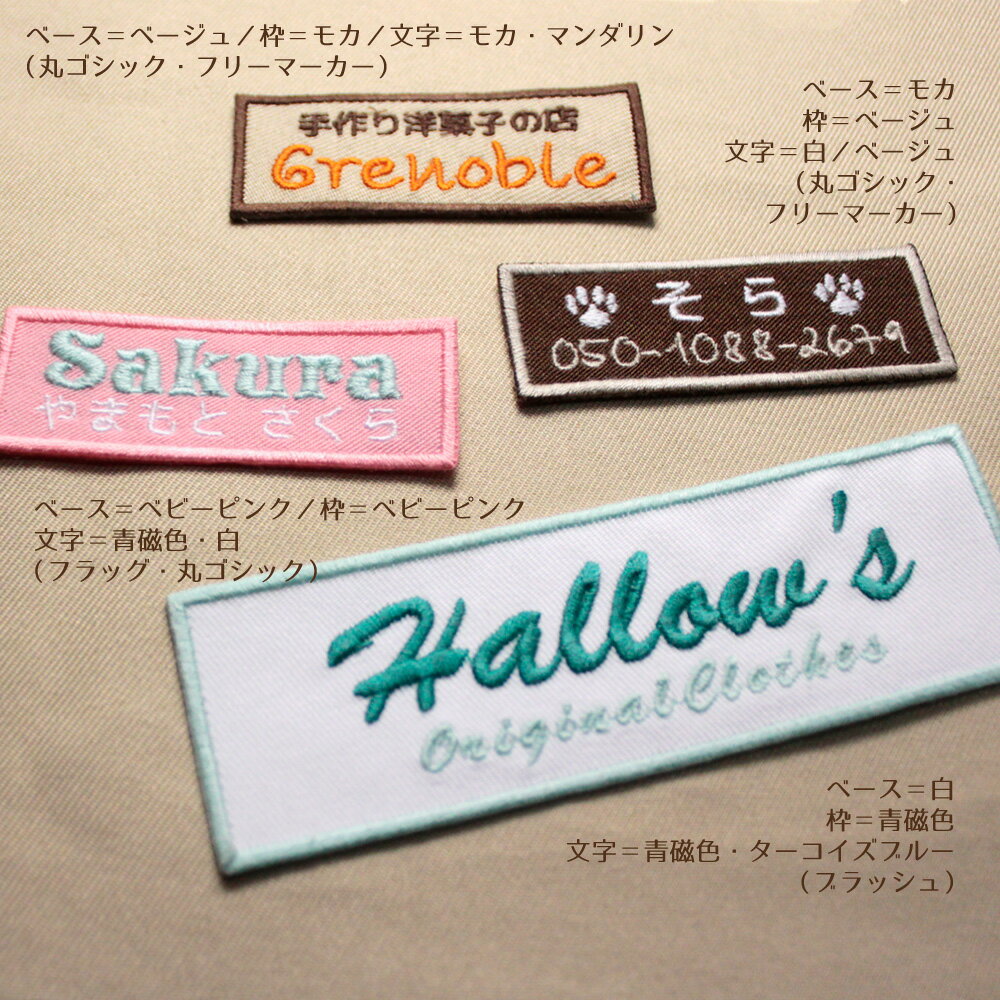 ベース＝ベージュ／枠＝モカ／文字＝モカ・マンダリン
（丸ゴシック・フリーマーカー）
手作り洋菓子の店
Grenoble
ベース＝モカ
枠＝ベージュ
文字＝白／ベージュ
（丸ゴシック・
フリーマーカー）
そら
050-1088-2679
Sakura
やまもと さくら
ベース＝ベビーピンク／枠＝ベビーピンク
文字＝青磁色・白
（フラッグ・丸ゴシック）
Hallow's
OriginalClothes
ベース＝白
枠＝青磁色
文字＝青磁色・ターコイズブルー
（ブラッシュ）